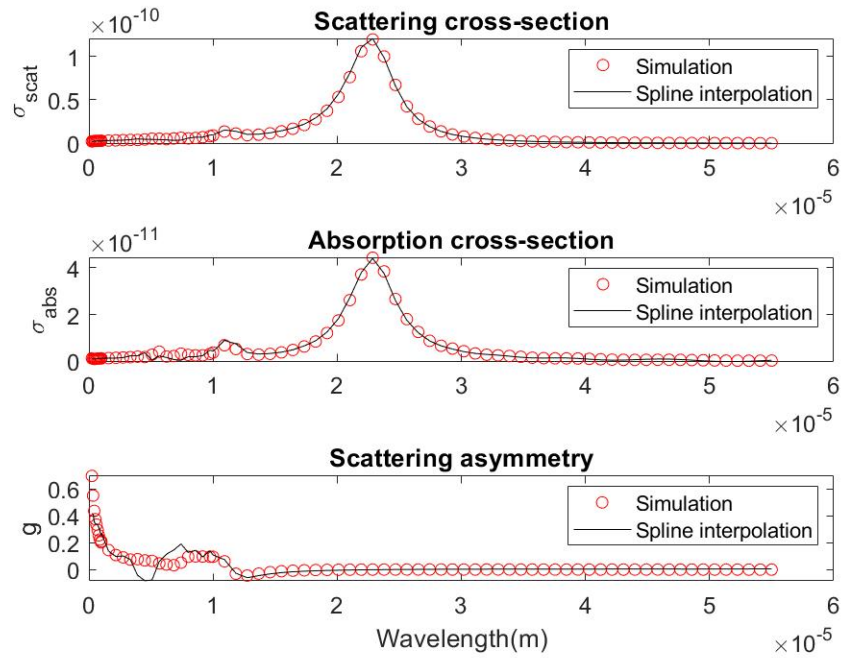 ×10⁻¹⁰
Scattering cross-section
σscat
1
0.5
0
Simulation
Spline interpolation
0 1 2 3 4 5 6
×10⁻⁵
×10⁻¹¹
Absorption cross-section
σabs
4
2
0
Simulation
Spline interpolation
0 1 2 3 4 5 6
×10⁻⁵
Scattering asymmetry
g
0.6
0.4
0.2
0
Simulation
Spline interpolation
0 1 2 3 4 5 6
Wavelength(m)
×10⁻⁵